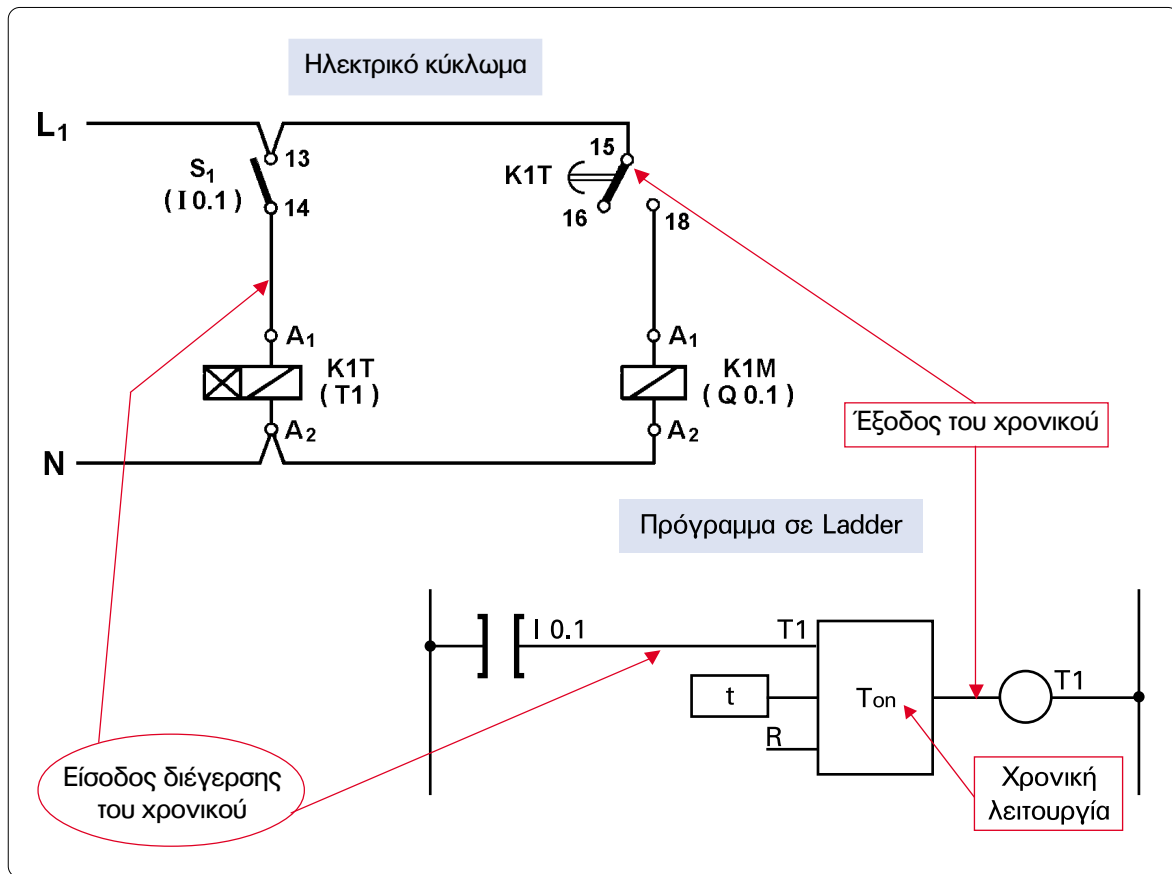 Ηλεκτρικό κύκλωμα
L1
13
S1
( I 0.1 )
14
15
K1T
16
18
A1
K1T
( T1 )
A2
A1
K1M
( Q 0.1 )
A2
N
Έξοδος του χρονικού
Πρόγραμμα σε Ladder
I 0.1
T1
t
Ton
T1
R
Είσοδος διέγερσης
του χρονικού
Χρονική
λειτουργία